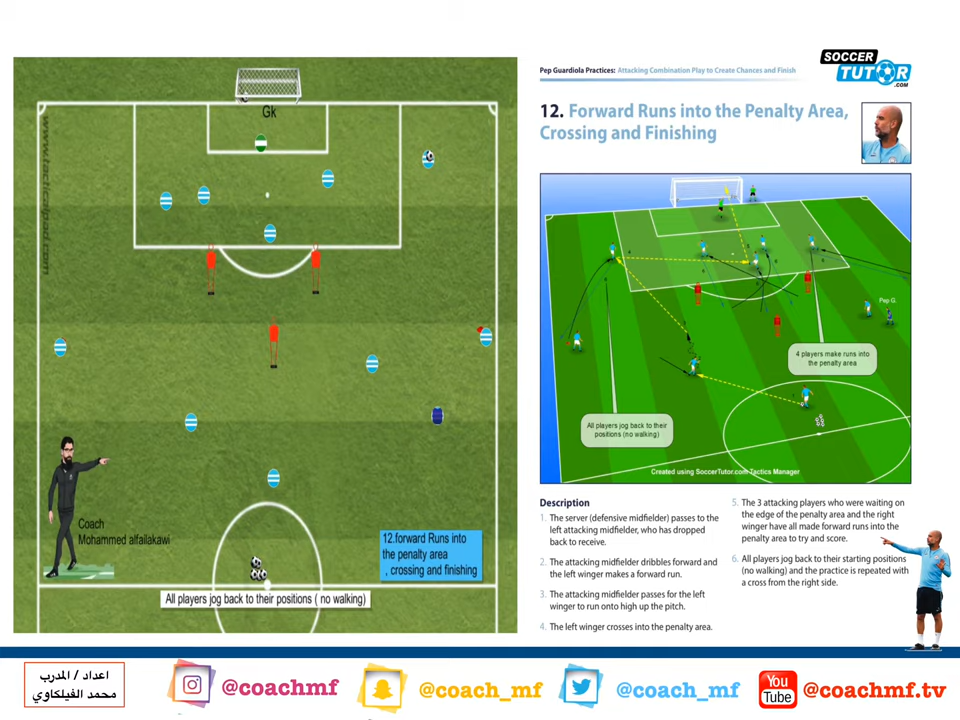 www.tacticalpad.com
Gk
Coach
Mohammed alfailakawi
12.forward Runs into
the penalty area
, crossing and finishing
All players jog back to their positions ( no walking)
Pep Guardiola Practices: Attacking Combination Play to Create Chances and Finish
SOCCER
TUTOR
.COM
12. Forward Runs into the Penalty Area,
Crossing and Finishing
Pep G.
4 players make runs into
the penalty area
All players jog back to their
positions (no walking)
Created using SoccerTutor.com Tactics Manager
Description
1. The server (defensive midfielder) passes to the
left attacking midfielder, who has dropped
back to receive.
2. The attacking midfielder dribbles forward and
the left winger makes a forward run.
3. The attacking midfielder passes for the left
winger to run onto high up the pitch.
4. The left winger crosses into the penalty area.
5. The 3 attacking players who were waiting on
the edge of the penalty area and the right
winger have all made forward runs into the
penalty area to try and score.
6. All players jog back to their starting positions
(no walking) and the practice is repeated with
a cross from the right side.
اعداد / المدرب
محمد الفيلكاوي
@coachmf
@coach_mf
@coach_mf
You
Tube
@coachmf.tv